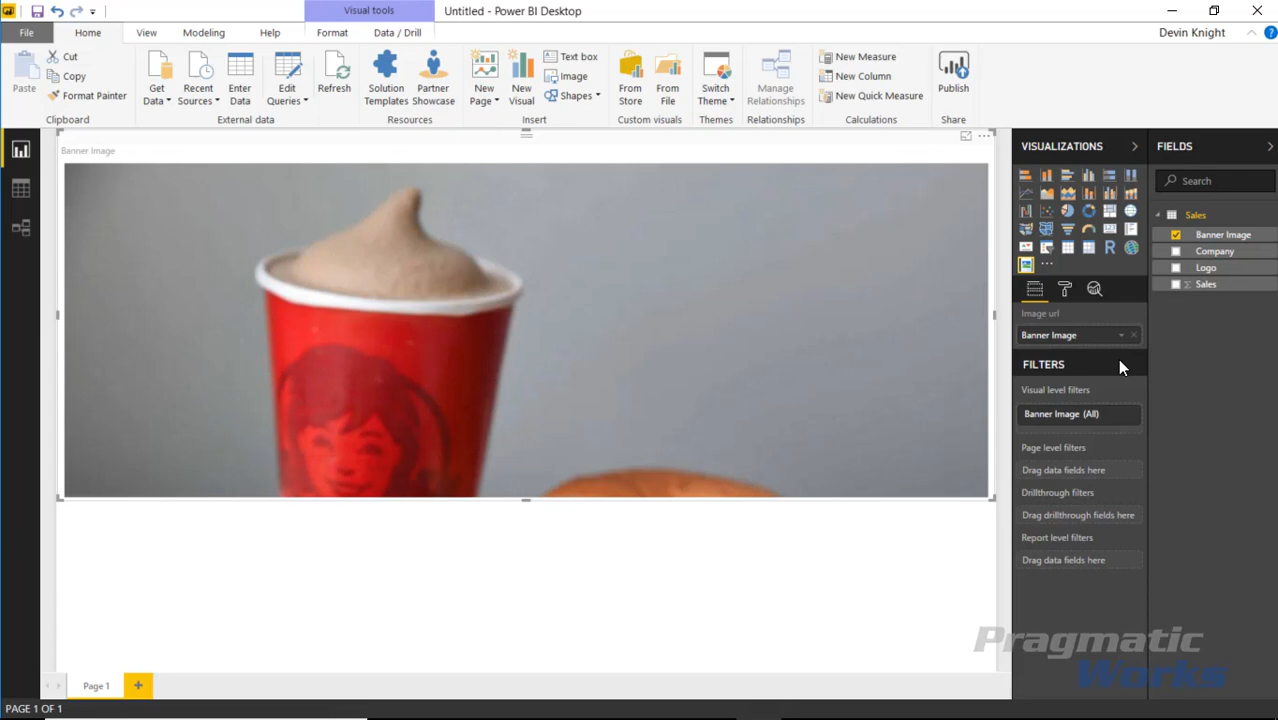 Visual tools
Untitled - Power BI Desktop
File
Home
View
Modeling
Help
Format
Data / Drill
Devin Knight
Paste
Cut
Copy
Format Painter
Clipboard
Get Data
Recent Sources
Enter Data
Edit Queries
Refresh
External data
Solution Templates
Partner Showcase
Resources
New Page
New Visual
Text box
Image
Shapes
Insert
From Store
From File
Custom visuals
Switch Theme
Themes
Manage Relationships
Relationships
New Measure
New Column
New Quick Measure
Calculations
Publish
Share
Banner Image
VISUALIZATIONS
R
Image url
Banner Image
FILTERS
Visual level filters
Banner Image (All)
Page level filters
Drag data fields here
Drillthrough filters
Drag drillthrough fields here
Report level filters
Drag data fields here
FIELDS
Search
Sales
Banner Image
Company
Logo
Σ Sales
Pragmatic
Works
Page 1
PAGE 1 OF 1